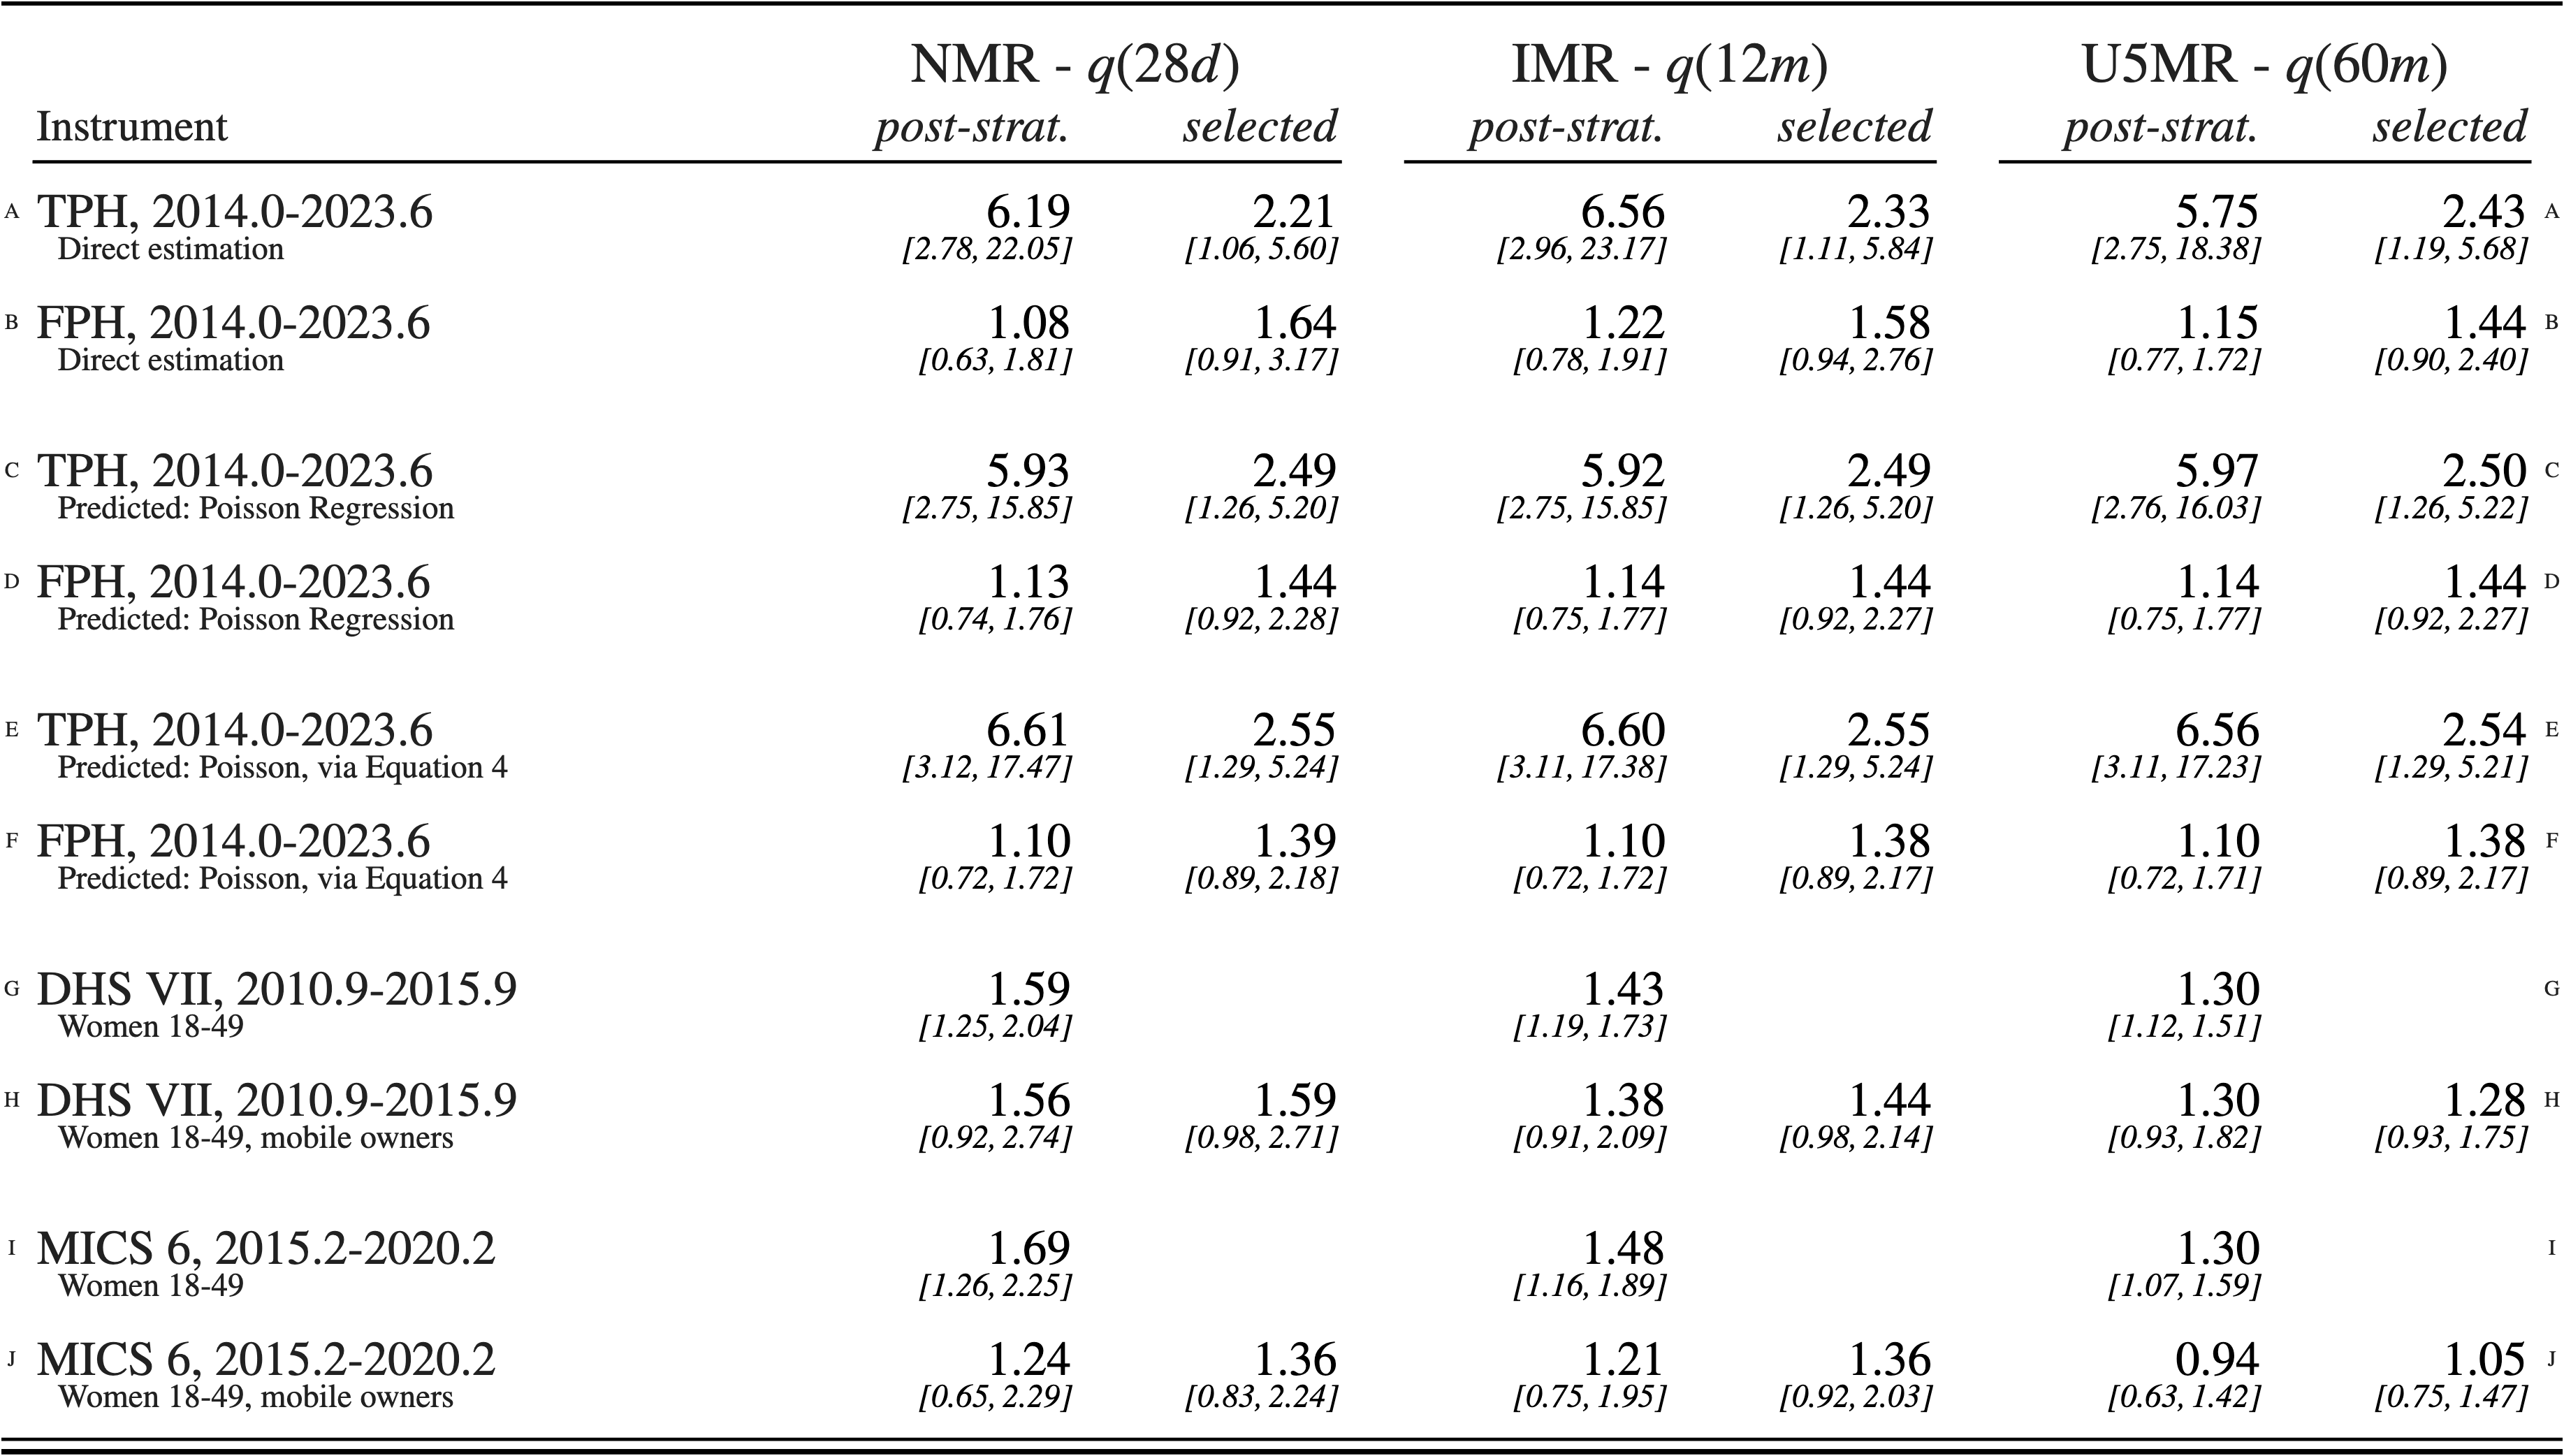 NMR - q(28d) IMR - q(12m) U5MR - q(60m)
Instrument post-strat. selected post-strat. selected post-strat. selected
A TPH, 2014.0-2023.6 6.19 2.21 6.56 2.33 5.75 2.43 A
Direct estimation [2.78, 22.05] [1.06, 5.60] [2.96, 23.17] [1.11, 5.84] [2.75, 18.38] [1.19, 5.68]
B FPH, 2014.0-2023.6 1.08 1.64 1.22 1.58 1.15 1.44 B
Direct estimation [0.63, 1.81] [0.91, 3.17] [0.78, 1.91] [0.94, 2.76] [0.77, 1.72] [0.90, 2.40]
C TPH, 2014.0-2023.6 5.93 2.49 5.92 2.49 5.97 2.50 C
Predicted: Poisson Regression [2.75, 15.85] [1.26, 5.20] [2.75, 15.85] [1.26, 5.20] [2.76, 16.03] [1.26, 5.22]
D FPH, 2014.0-2023.6 1.13 1.44 1.14 1.44 1.14 1.44 D
Predicted: Poisson Regression [0.74, 1.76] [0.92, 2.28] [0.75, 1.77] [0.92, 2.27] [0.75, 1.77] [0.92, 2.27]
E TPH, 2014.0-2023.6 6.61 2.55 6.60 2.55 6.56 2.54 E
Predicted: Poisson, via Equation 4 [3.12, 17.47] [1.29, 5.24] [3.11, 17.38] [1.29, 5.24] [3.11, 17.23] [1.29, 5.21]
F FPH, 2014.0-2023.6 1.10 1.39 1.10 1.38 1.10 1.38 F
Predicted: Poisson, via Equation 4 [0.72, 1.72] [0.89, 2.18] [0.72, 1.72] [0.89, 2.17] [0.72, 1.71] [0.89, 2.17]
G DHS VII, 2010.9-2015.9 1.59 1.43 1.30 G
Women 18-49 [1.25, 2.04] [1.19, 1.73] [1.12, 1.51]
H DHS VII, 2010.9-2015.9 1.56 1.59 1.38 1.44 1.30 1.28 H
Women 18-49, mobile owners [0.92, 2.74] [0.98, 2.71] [0.91, 2.09] [0.98, 2.14] [0.93, 1.82] [0.93, 1.75]
I MICS 6, 2015.2-2020.2 1.69 1.48 1.30 I
Women 18-49 [1.26, 2.25] [1.16, 1.89] [1.07, 1.59]
J MICS 6, 2015.2-2020.2 1.24 1.36 1.21 1.36 0.94 1.05 J
Women 18-49, mobile owners [0.65, 2.29] [0.83, 2.24] [0.75, 1.95] [0.92, 2.03] [0.63, 1.42] [0.75, 1.47]